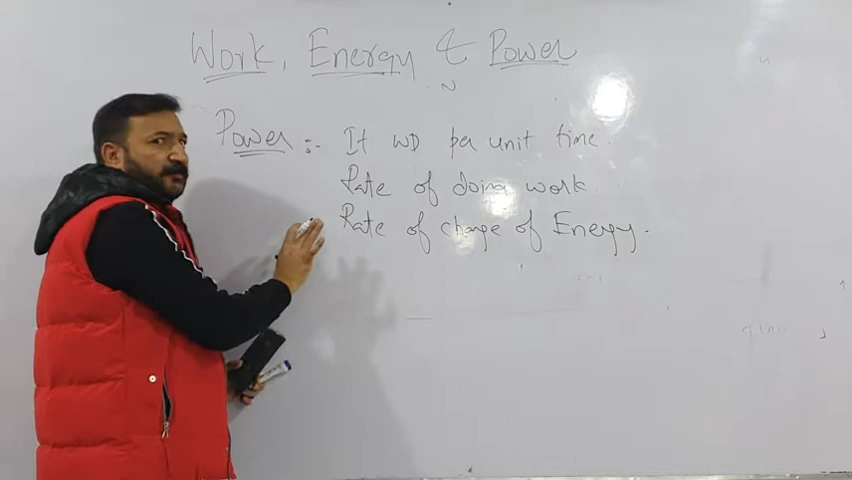 Work, Energy & Power
Power :- It WD per unit time.
Rate of doing work.
Rate of change of Energy.